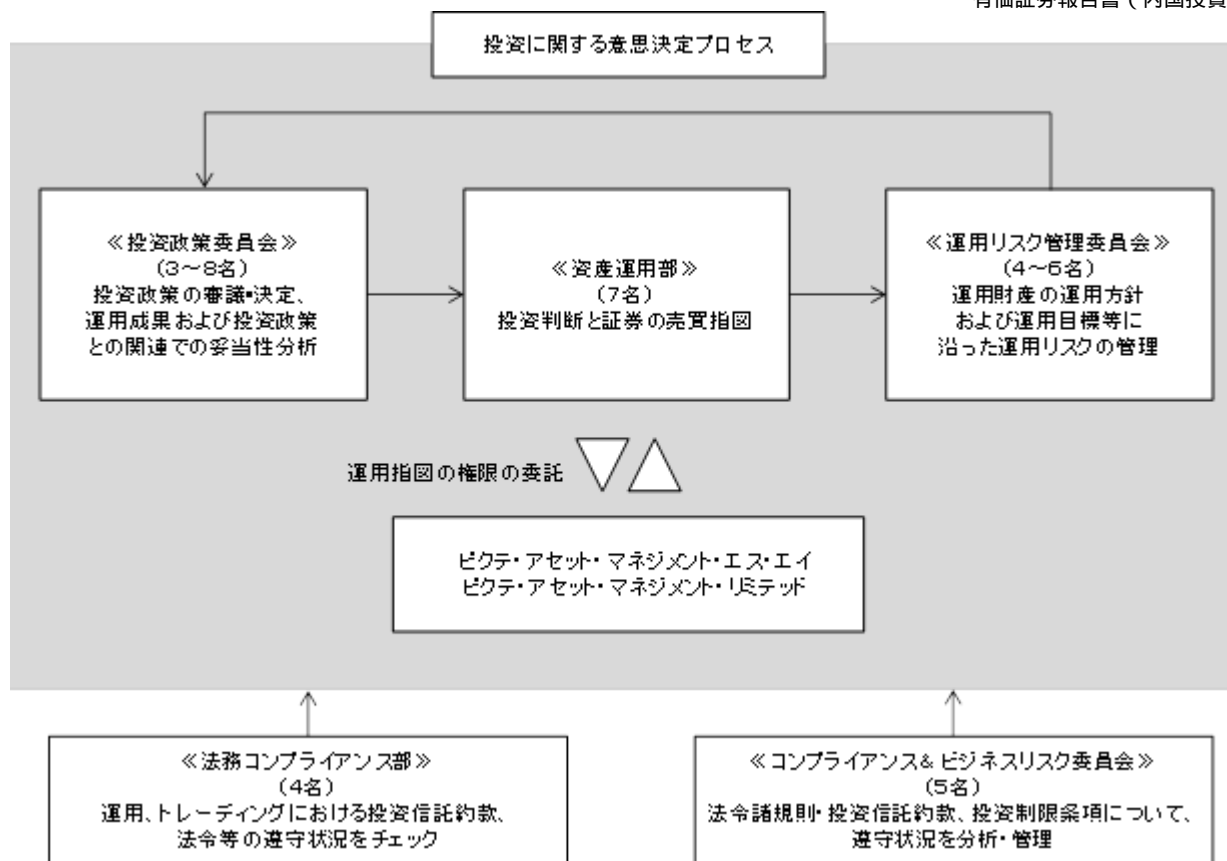 有価証券報告書（内国投資
投資に関する意思決定プロセス
≪投資政策委員会≫
(3～8名)
投資政策の審議・決定、
運用成果および投資政策
との関連での妥当性分析
≪資産運用部≫
(7名)
投資判断と証券の売買指図
≪運用リスク管理委員会≫
(4～6名)
運用財産の運用方針
および運用目標等に
沿った運用リスクの管理
運用指図の権限の委託
ピクテ・アセット・マネジメント・エス・エイ
ピクテ・アセット・マネジメント・リミテッド
≪法務コンプライアンス部≫
(4名)
運用、トレーディングにおける投資信託約款、
法令等の遵守状況をチェック
≪コンプライアンス& ビジネスリスク委員会≫
(5名)
法令諸規則・投資信託約款、投資制限条項について、
遵守状況を分析・管理